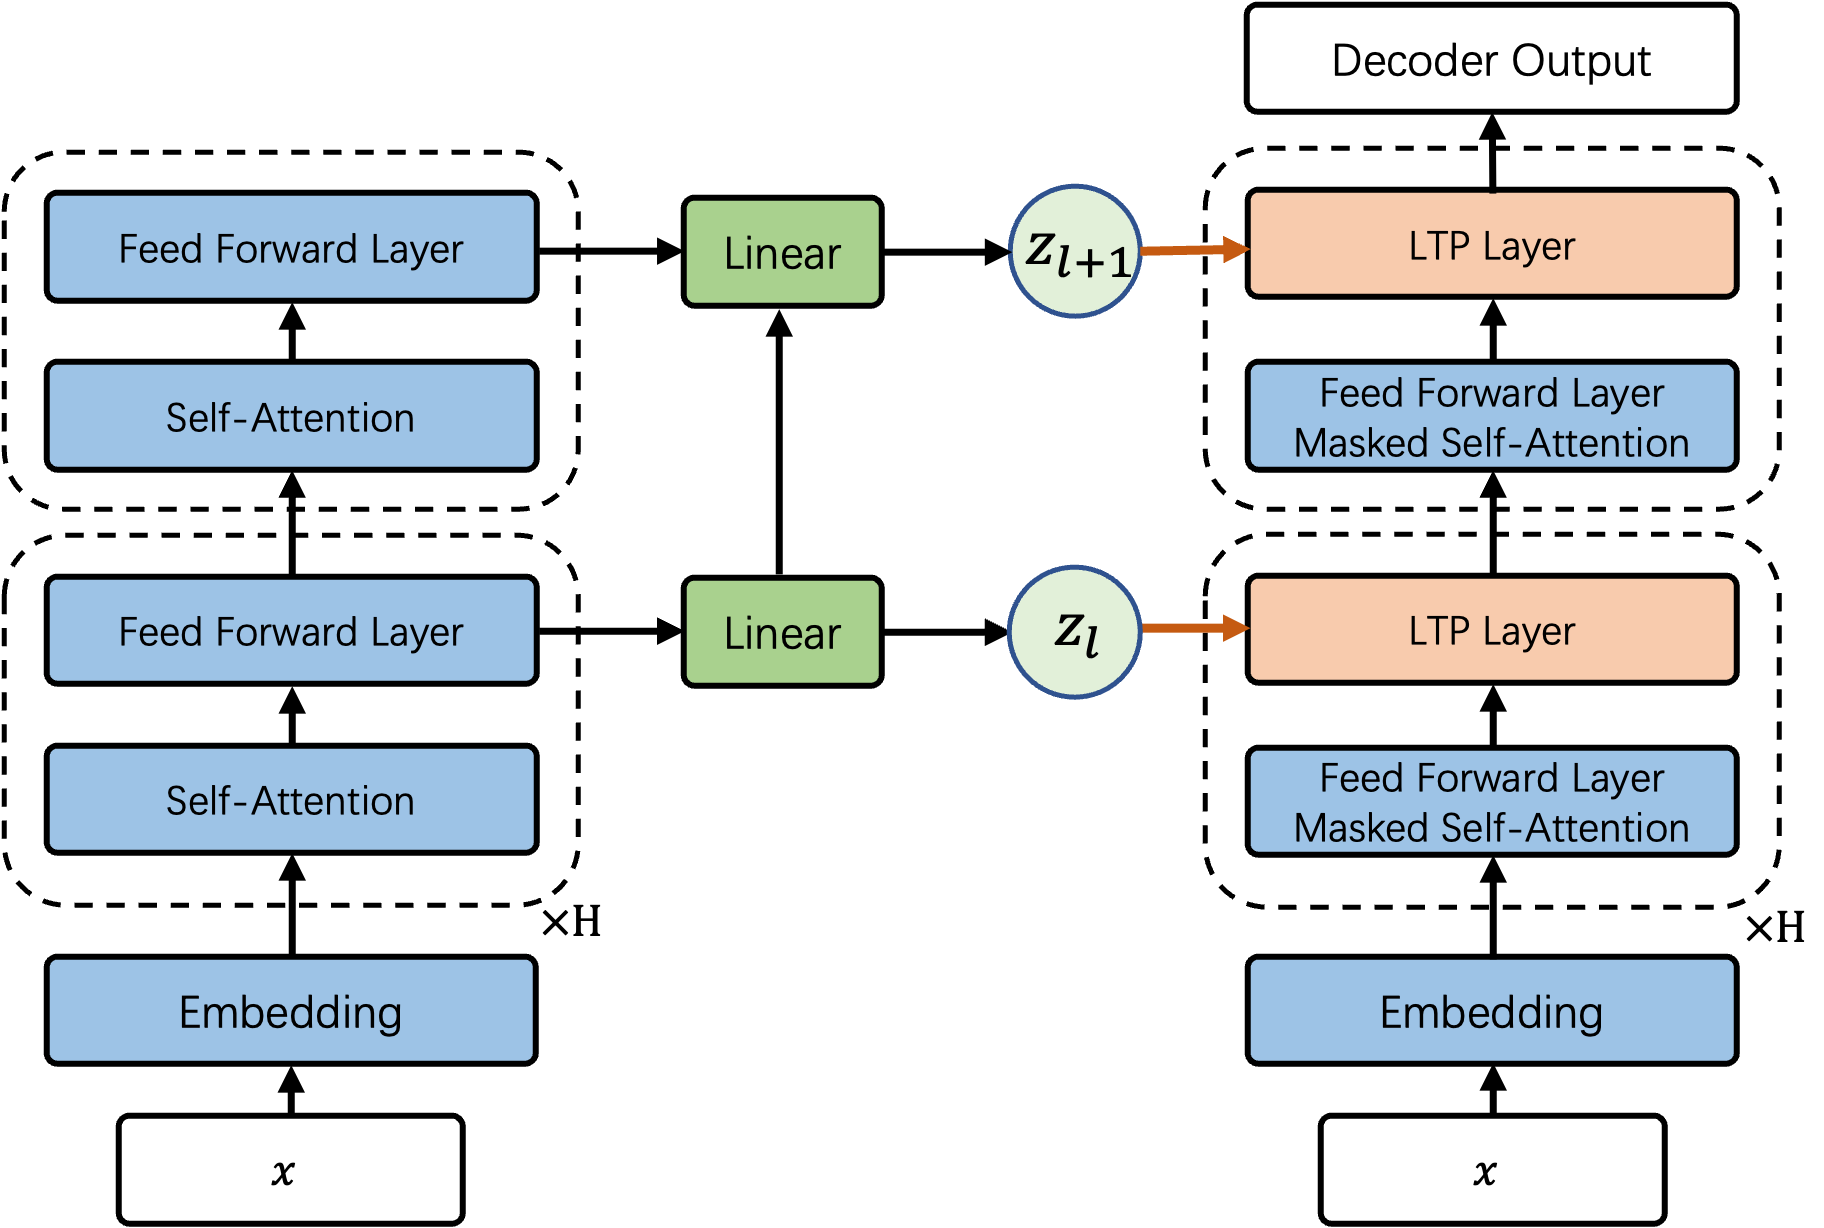 Decoder Output
Feed Forward Layer
Linear
z_{l+1}
LTP Layer
Self-Attention
Feed Forward Layer
Masked Self-Attention
Feed Forward Layer
Linear
z_l
LTP Layer
Self-Attention
Feed Forward Layer
Masked Self-Attention
×H
×H
Embedding
Embedding
x
x